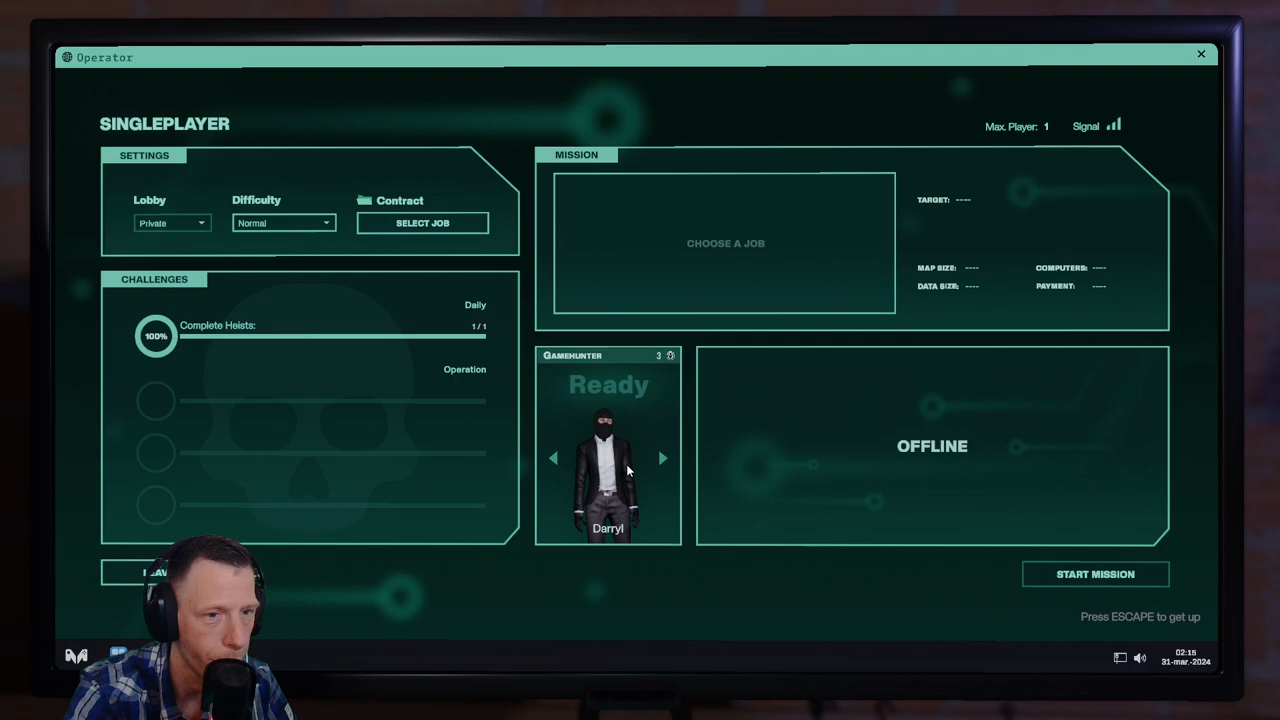 Operator
SINGLEPLAYER
Max. Player: 1 Signal
SETTINGS
Lobby Difficulty Contract
Private Normal SELECT JOB
CHALLENGES
Daily
100% Complete Heists: 1 / 1
Operation
MISSION
CHOOSE A JOB
TARGET: ----
MAP SIZE: ---- COMPUTERS: ----
DATA SIZE: ---- PAYMENT: ----
GAMEHUNTER 3
Ready
Darryl
OFFLINE
START MISSION
Press ESCAPE to get up
02:15
31-mar.-2024